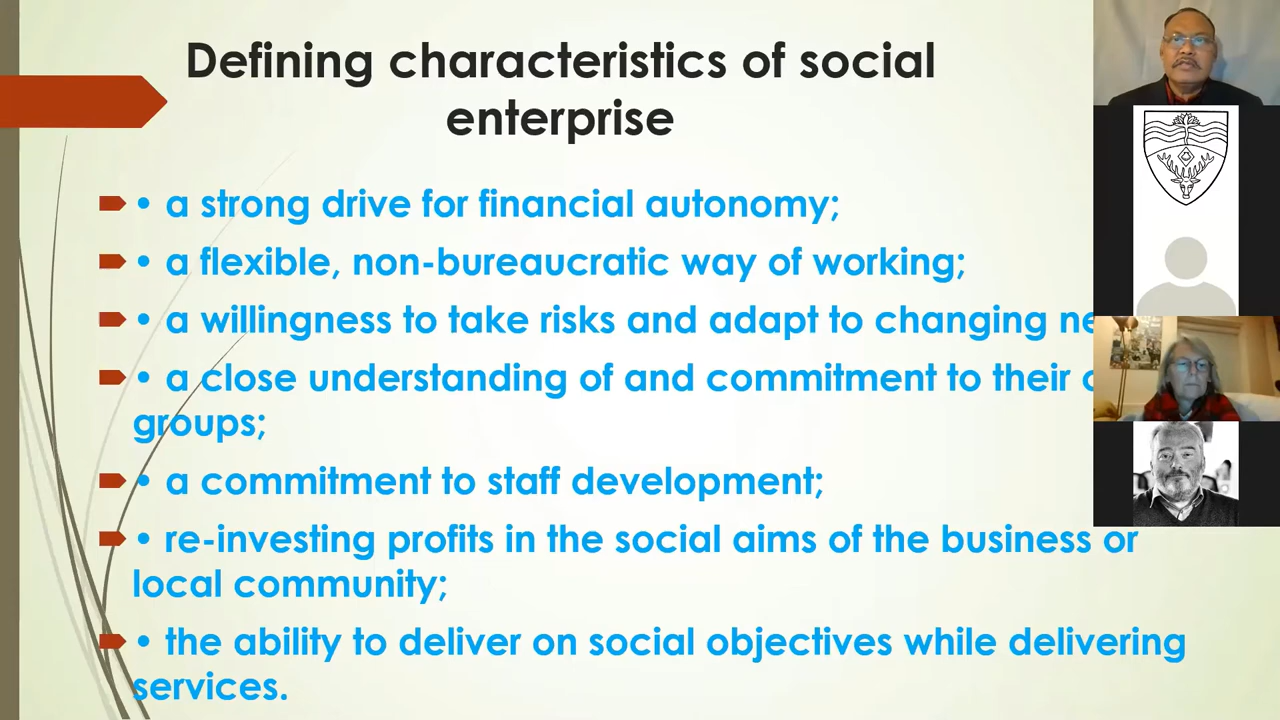 Defining characteristics of social
enterprise
• a strong drive for financial autonomy;
• a flexible, non-bureaucratic way of working;
• a willingness to take risks and adapt to changing
• a close understanding of and commitment to their
groups;
• a commitment to staff development;
• re-investing profits in the social aims of the business or
local community;
• the ability to deliver on social objectives while delivering
services.